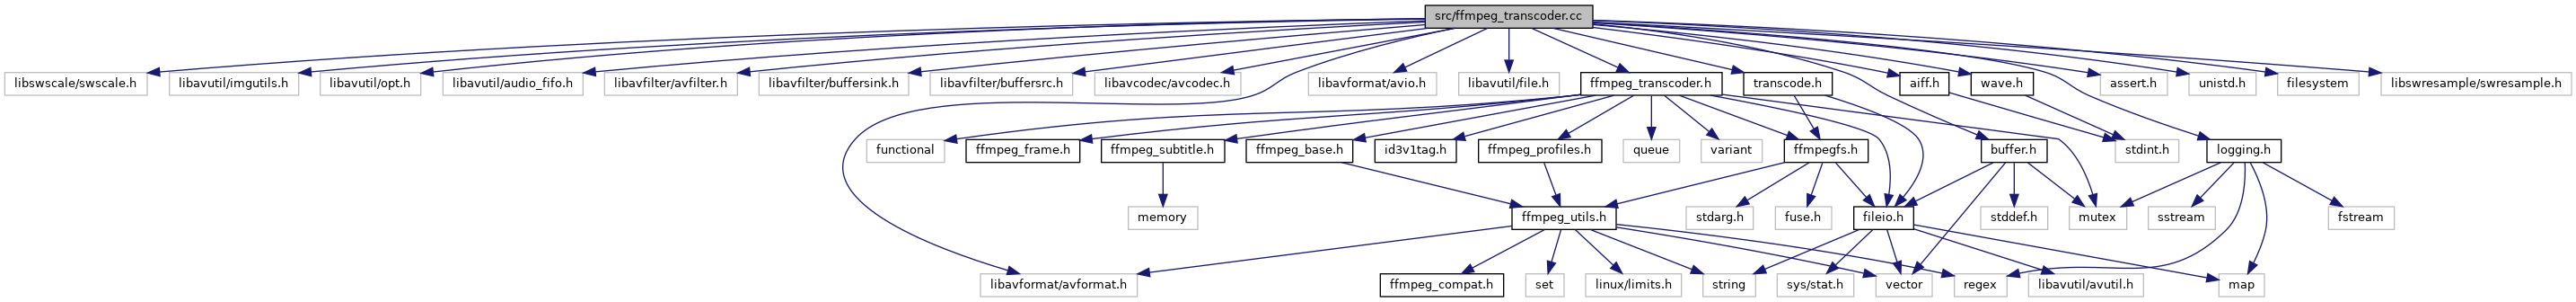 src/ffmpeg_transcoder.cc
libswscale/swscale.h
libavutil/imgutils.h
libavutil/opt.h
libavutil/audio_fifo.h
libavfilter/avfilter.h
libavfilter/buffersink.h
libavfilter/buffersrc.h
libavcodec/avcodec.h
libavformat/avio.h
libavutil/file.h
ffmpeg_transcoder.h
transcode.h
aiff.h
wave.h
assert.h
unistd.h
filesystem
libswresample/swresample.h
functional
ffmpeg_frame.h
ffmpeg_subtitle.h
ffmpeg_base.h
id3v1tag.h
ffmpeg_profiles.h
queue
variant
ffmpegfs.h
buffer.h
stdint.h
logging.h
memory
ffmpeg_utils.h
stdarg.h
fuse.h
fileio.h
stddef.h
mutex
sstream
fstream
libavformat/avformat.h
ffmpeg_compat.h
set
linux/limits.h
string
sys/stat.h
vector
regex
libavutil/avutil.h
map